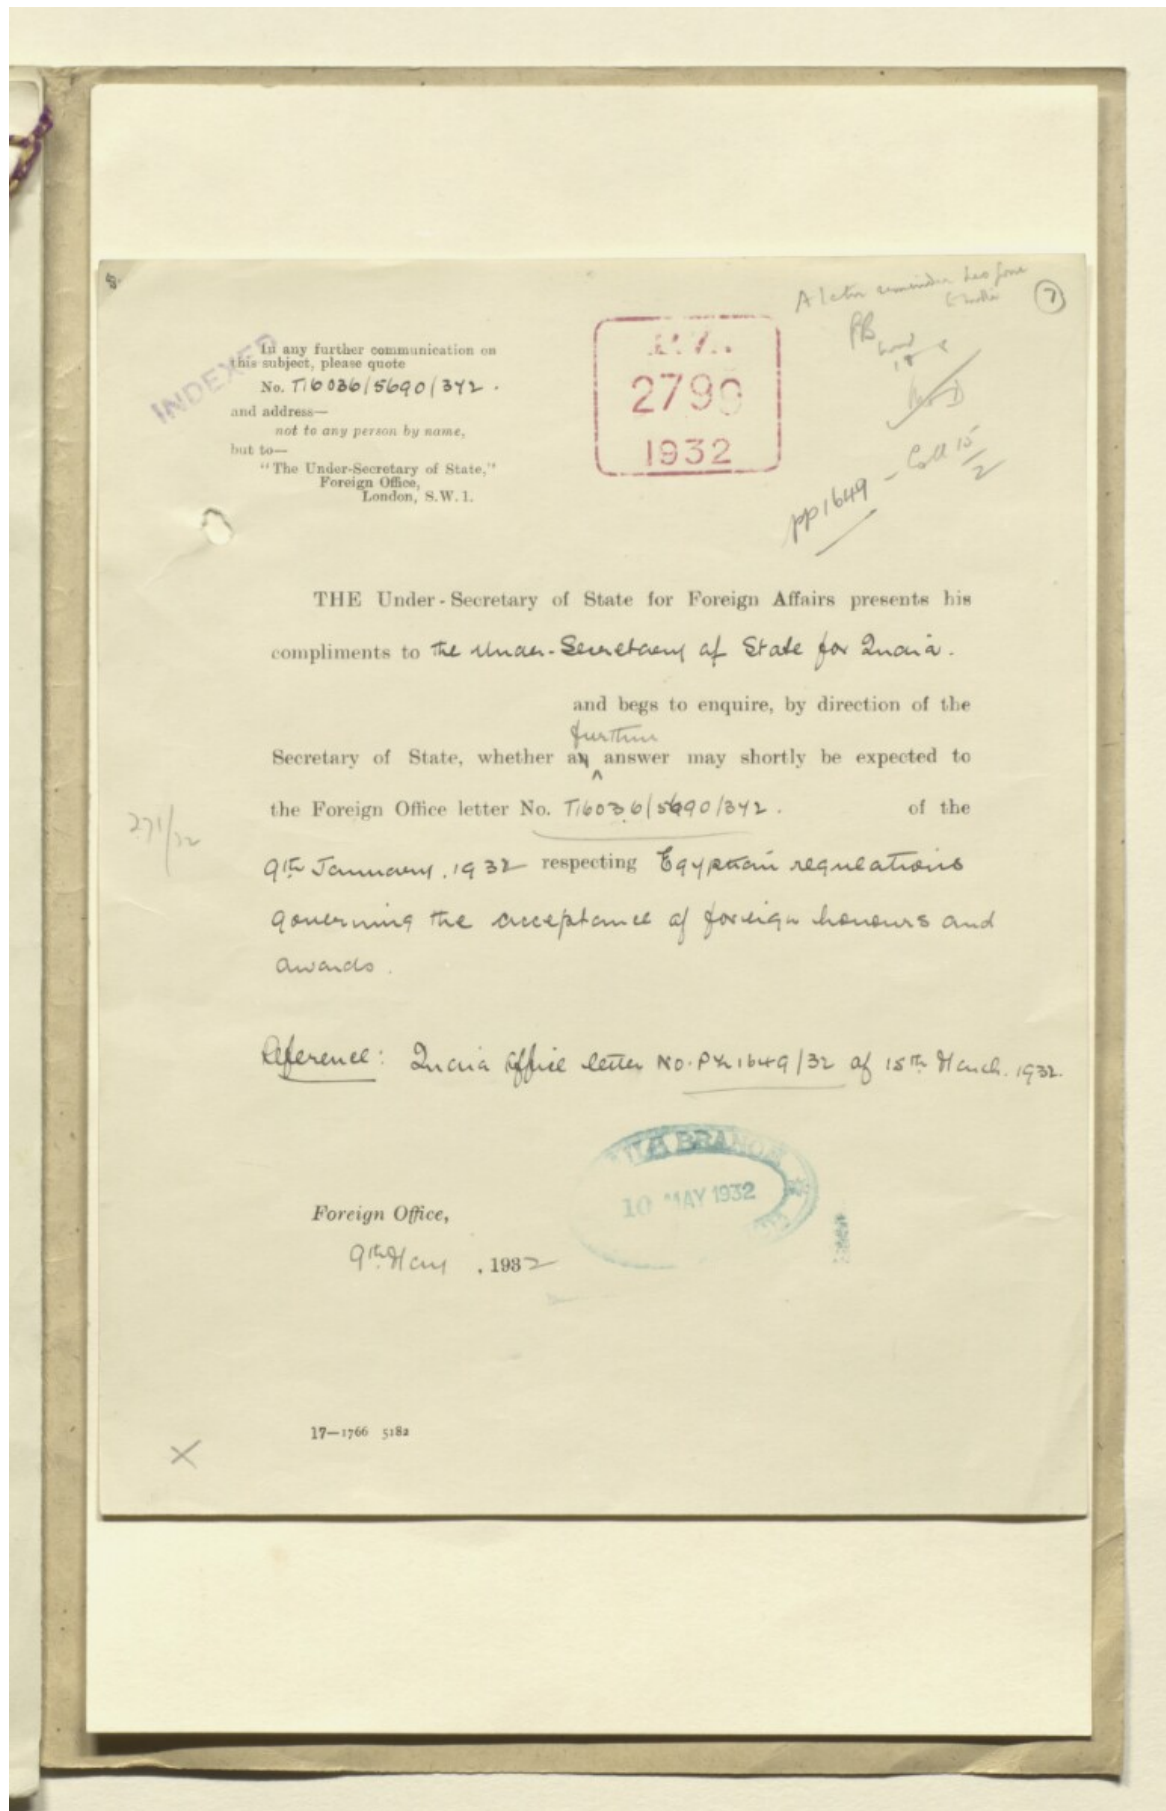 A letter reminder has gone
to India
7
INDEXED
In any further communication on
this subject, please quote
No. T16036/5690/342.
and address—
not to any person by name,
but to—
"The Under-Secretary of State,"
Foreign Office,
London, S.W. 1.
P.Z.
2799
1932
pp 1649 - Coll 15/2
THE Under-Secretary of State for Foreign Affairs presents his
compliments to the Under-Secretary of State for India.
and begs to enquire, by direction of the
further
Secretary of State, whether an ^ answer may shortly be expected to
the Foreign Office letter No. T16036/5690/342. of the
271/32
9th January, 1932 respecting Egyptian regulations
governing the acceptance of foreign honours and
awards.
Reference: India Office letter No. P.Z. 1649/32 of 15th March. 1932.
BRANCH
10 MAY 1932
Foreign Office,
9th May , 1932
17—1766 5182